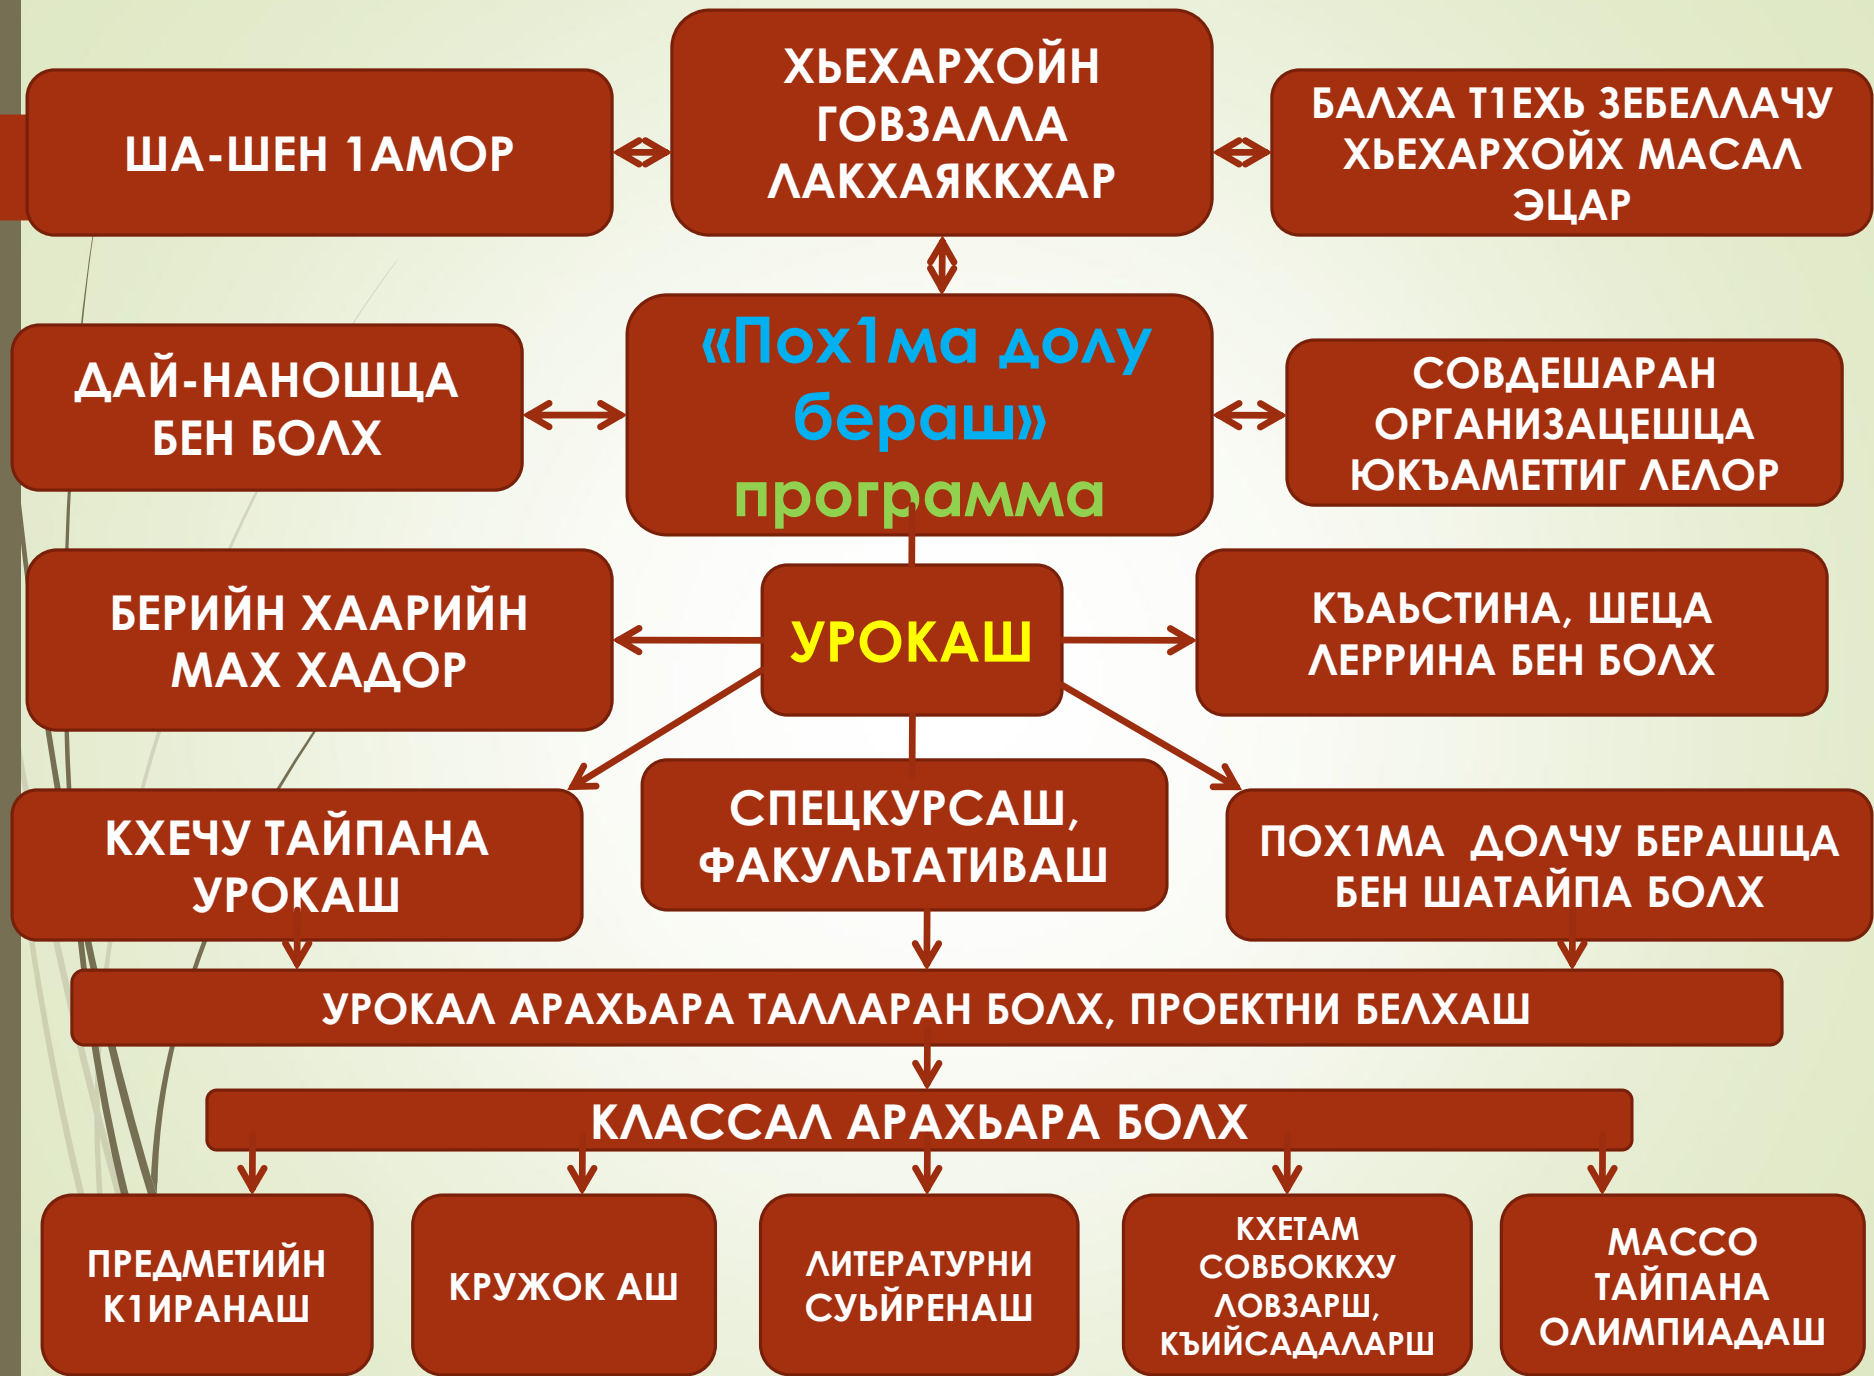 ХЬЕХАРХОЙН
ГОВЗАЛЛА
ЛАКХАЯККХАР
ША-ШЕН 1АМОР
БАЛХА Т1ЕХЬ ЗЕБЕЛЛАЧУ
ХЬЕХАРХОЙХ МАСАЛ
ЭЦАР
«Пох1ма долу
бераш»
программа
ДАЙ-НАНОШЦА
БЕН БОЛХ
СОВДЕШАРАН
ОРГАНИЗАЦЕШЦА
ЮКЪАМЕТТИГ ЛЕЛОР
БЕРИЙН ХААРИЙН
МАХ ХАДОР
УРОКАШ
КЪАЬСТИНА, ШЕЦА
ЛЕРРИНА БЕН БОЛХ
КХЕЧУ ТАЙПАНА
УРОКАШ
СПЕЦКУРСАШ,
ФАКУЛЬТАТИВАШ
ПОХ1МА ДОЛЧУ БЕРАШЦА
БЕН ШАТАЙПА БОЛХ
УРОКАЛ АРАХЬАРА ТАЛЛАРАН БОЛХ, ПРОЕКТНИ БЕЛХАШ
КЛАССАЛ АРАХЬАРА БОЛХ
ПРЕДМЕТИЙН
К1ИРАНАШ
КРУЖОК АШ
ЛИТЕРАТУРНИ
СУЬЙРЕНАШ
КХЕТАМ
СОВБОККХУ
ЛОВЗАРШ,
КЪИЙСАДАЛАРШ
МАССО
ТАЙПАНА
ОЛИМПИАДАШ